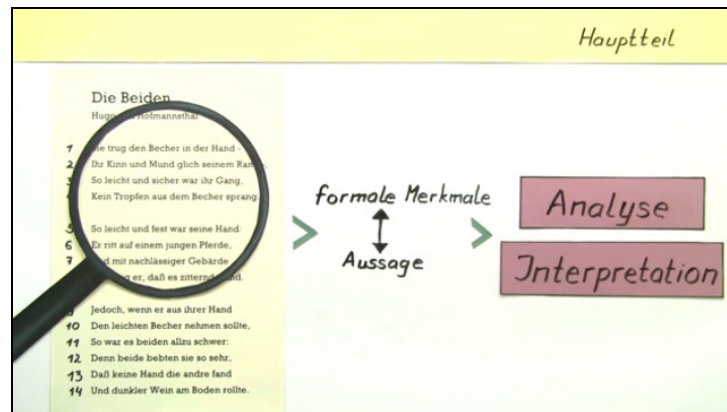 Hauptteil
Die Beiden
Hugo Hofmannsthal
1 Sie trug den Becher in der Hand -
2 Ihr Kinn und Mund glich seinem
3 So leicht und sicher war ihr Gang,
Kein Tropfen aus dem Becher sprang.
5 So leicht und fest war seine Hand:
6 Er ritt auf einem jungen Pferde,
7 Und mit nachlässiger Gebärde
er, daß es zitternd
9 Jedoch, wenn er aus ihrer Hand
10 Den leichten Becher nehmen sollte,
11 So war es beiden allzu schwer:
12 Denn beide bebten sie so sehr,
13 Daß keine Hand die andre fand
14 Und dunkler Wein am Boden rollte.
> formale Merkmale
Aussage
> Analyse
Interpretation